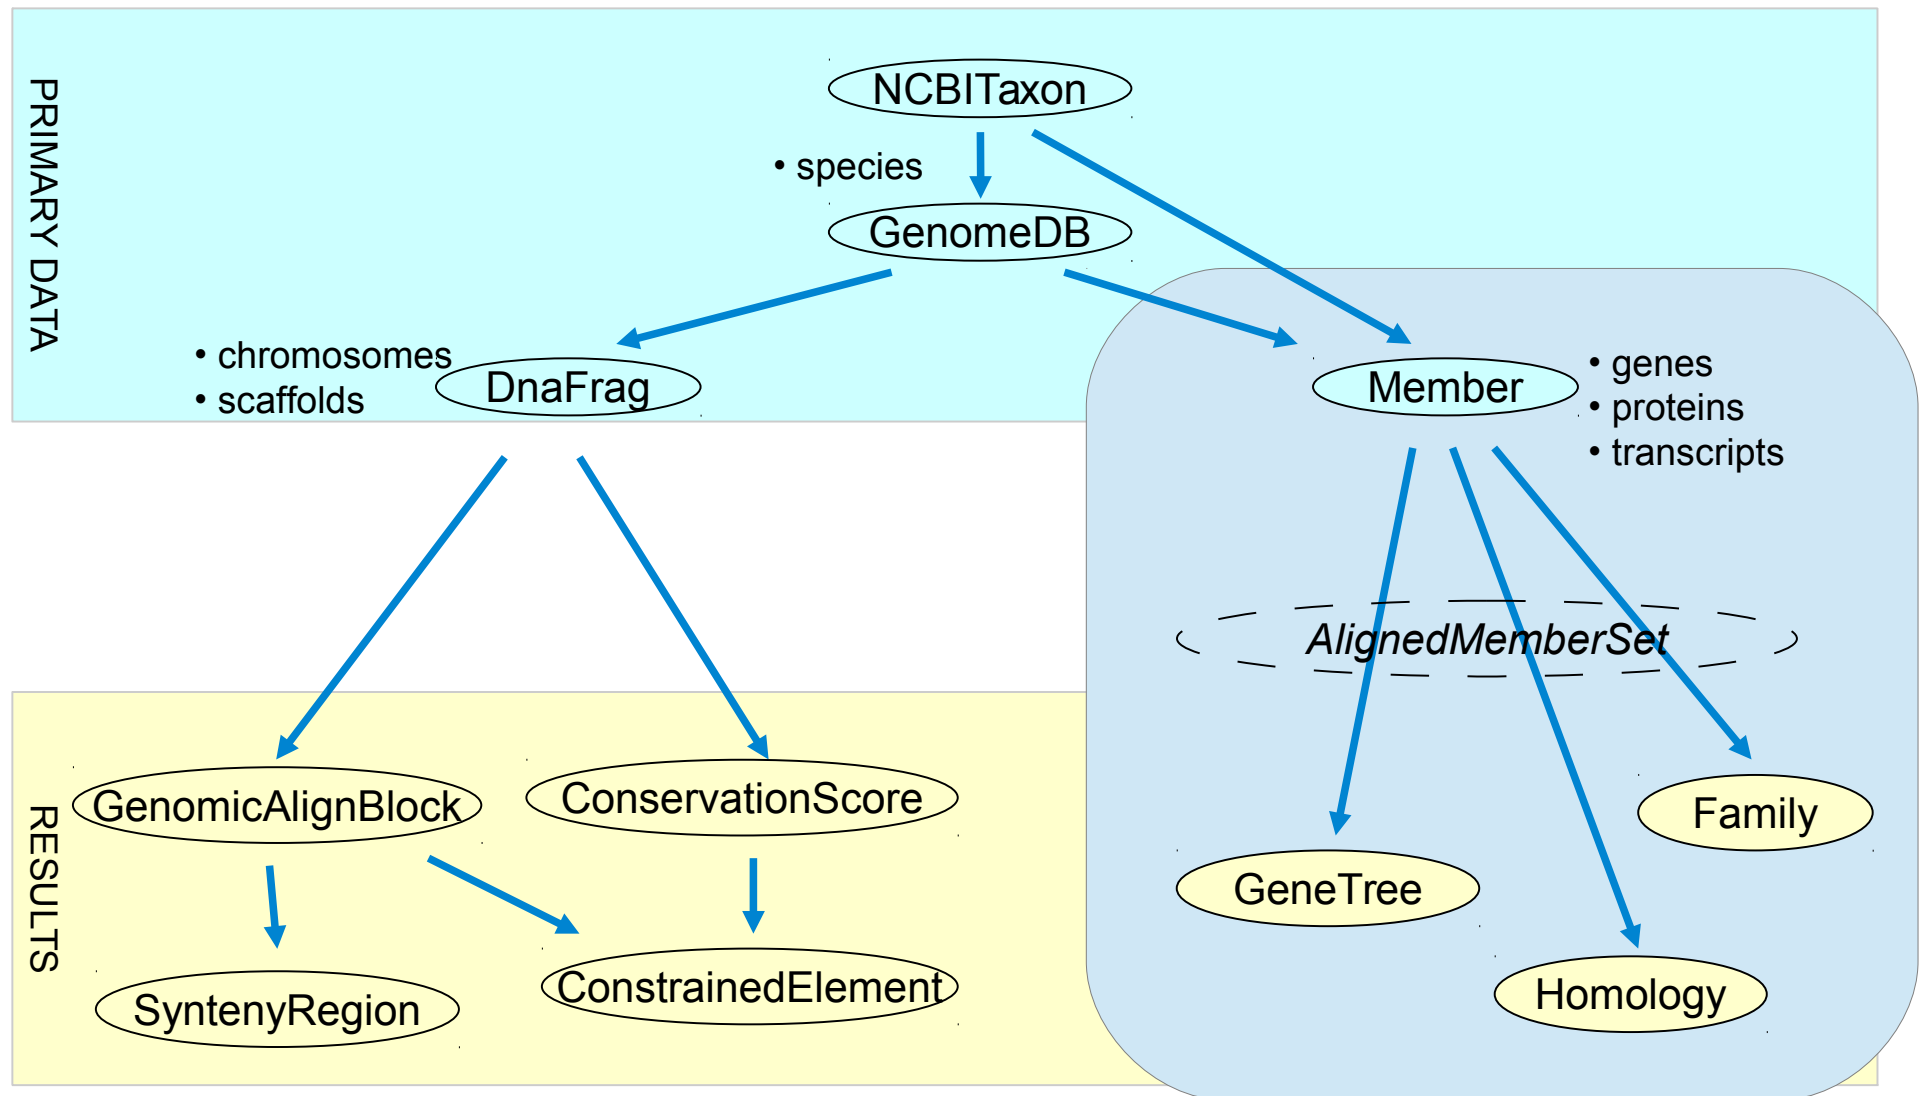 PRIMARY DATA
NCBITaxon
• species
GenomeDB
• chromosomes
• scaffolds
DnaFrag
Member
• genes
• proteins
• transcripts
AlignedMemberSet
RESULTS
GenomicAlignBlock
ConservationScore
Family
GeneTree
SyntenyRegion
ConstrainedElement
Homology